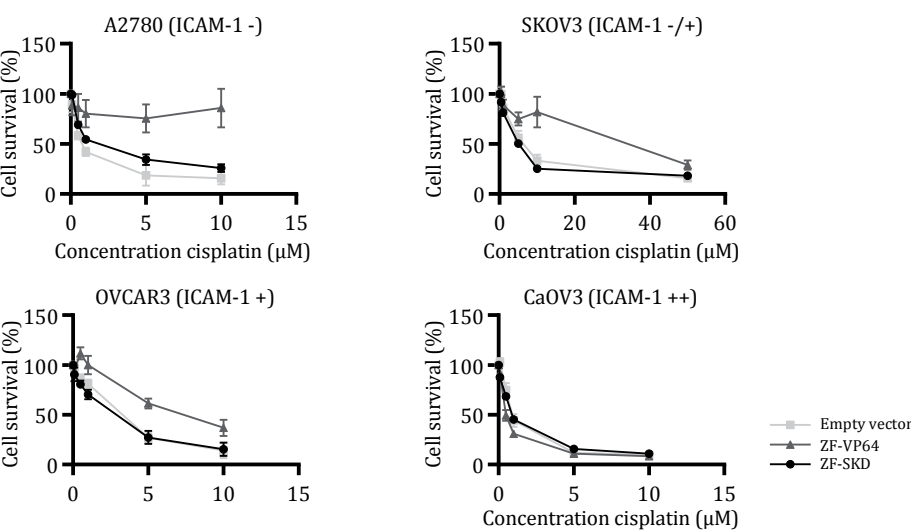 A2780 (ICAM-1 -)
150
100
50
0
Cell survival (%)
0 5 10 15
Concentration cisplatin (µM)
SKOV3 (ICAM-1 -/+)
150
100
50
0
Cell survival (%)
0 20 40 60
Concentration cisplatin (µM)
OVCAR3 (ICAM-1 +)
150
100
50
0
Cell survival (%)
0 5 10 15
CaOV3 (ICAM-1 ++)
150
100
50
0
Cell survival (%)
0 5 10 15
Concentration cisplatin (µM)
Empty vector
ZF-VP64
ZF-SKD